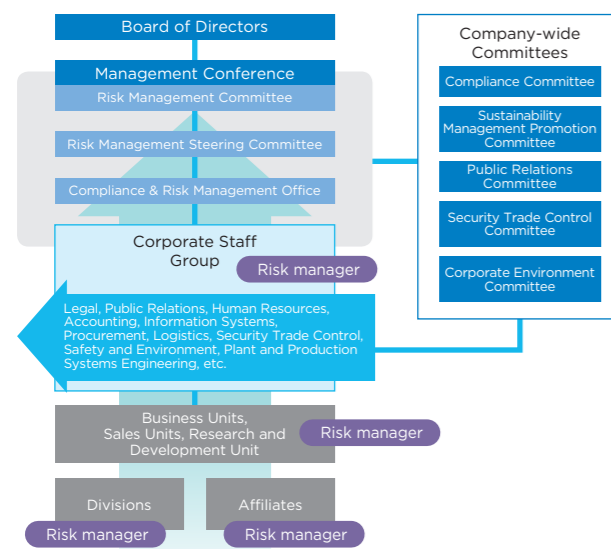 Board of Directors
Management Conference
Risk Management Committee
Risk Management Steering Committee
Compliance & Risk Management Office
Corporate Staff
Group
Risk manager
Legal, Public Relations, Human Resources,
Accounting, Information Systems,
Procurement, Logistics, Security Trade Control,
Safety and Environment, Plant and Production
Systems Engineering, etc.
Business Units,
Sales Units, Research and
Development Unit
Risk manager
Divisions
Risk manager
Affiliates
Risk manager
Company-wide
Committees
Compliance Committee
Sustainability
Management Promotion
Committee
Public Relations
Committee
Security Trade Control
Committee
Corporate Environment
Committee